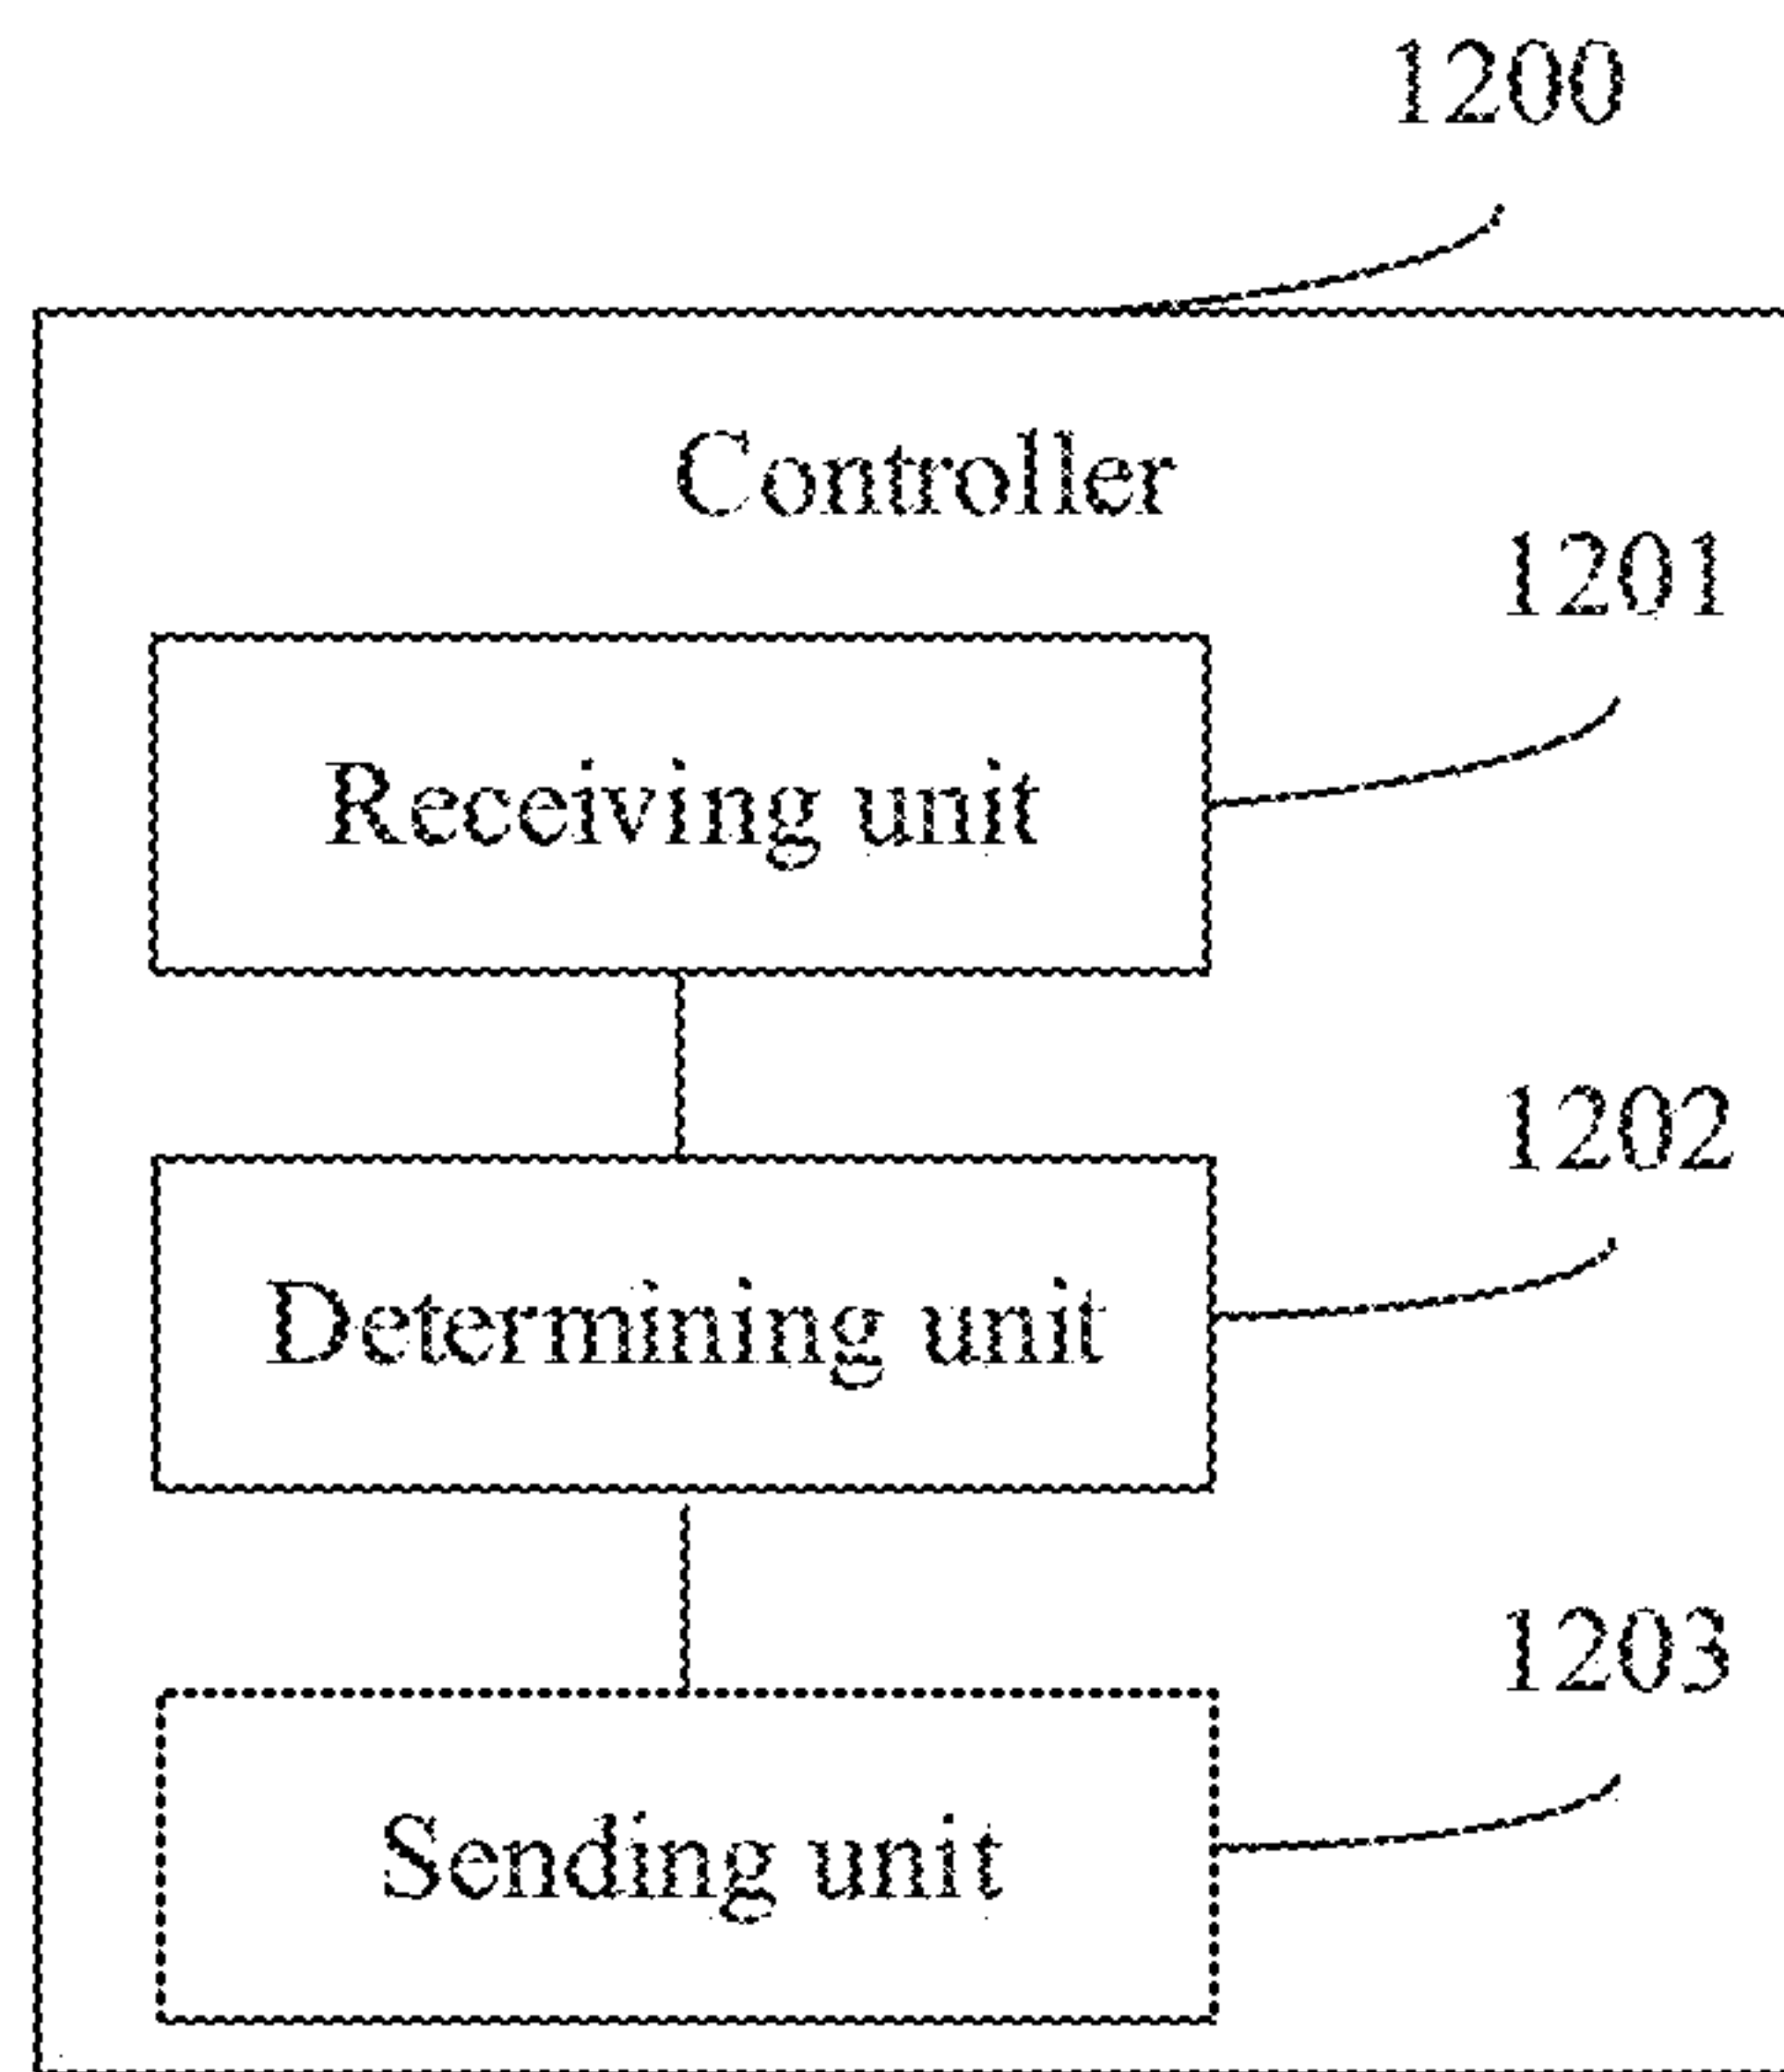 1200
Controller
1201
Receiving unit
1202
Determining unit
1203
Sending unit